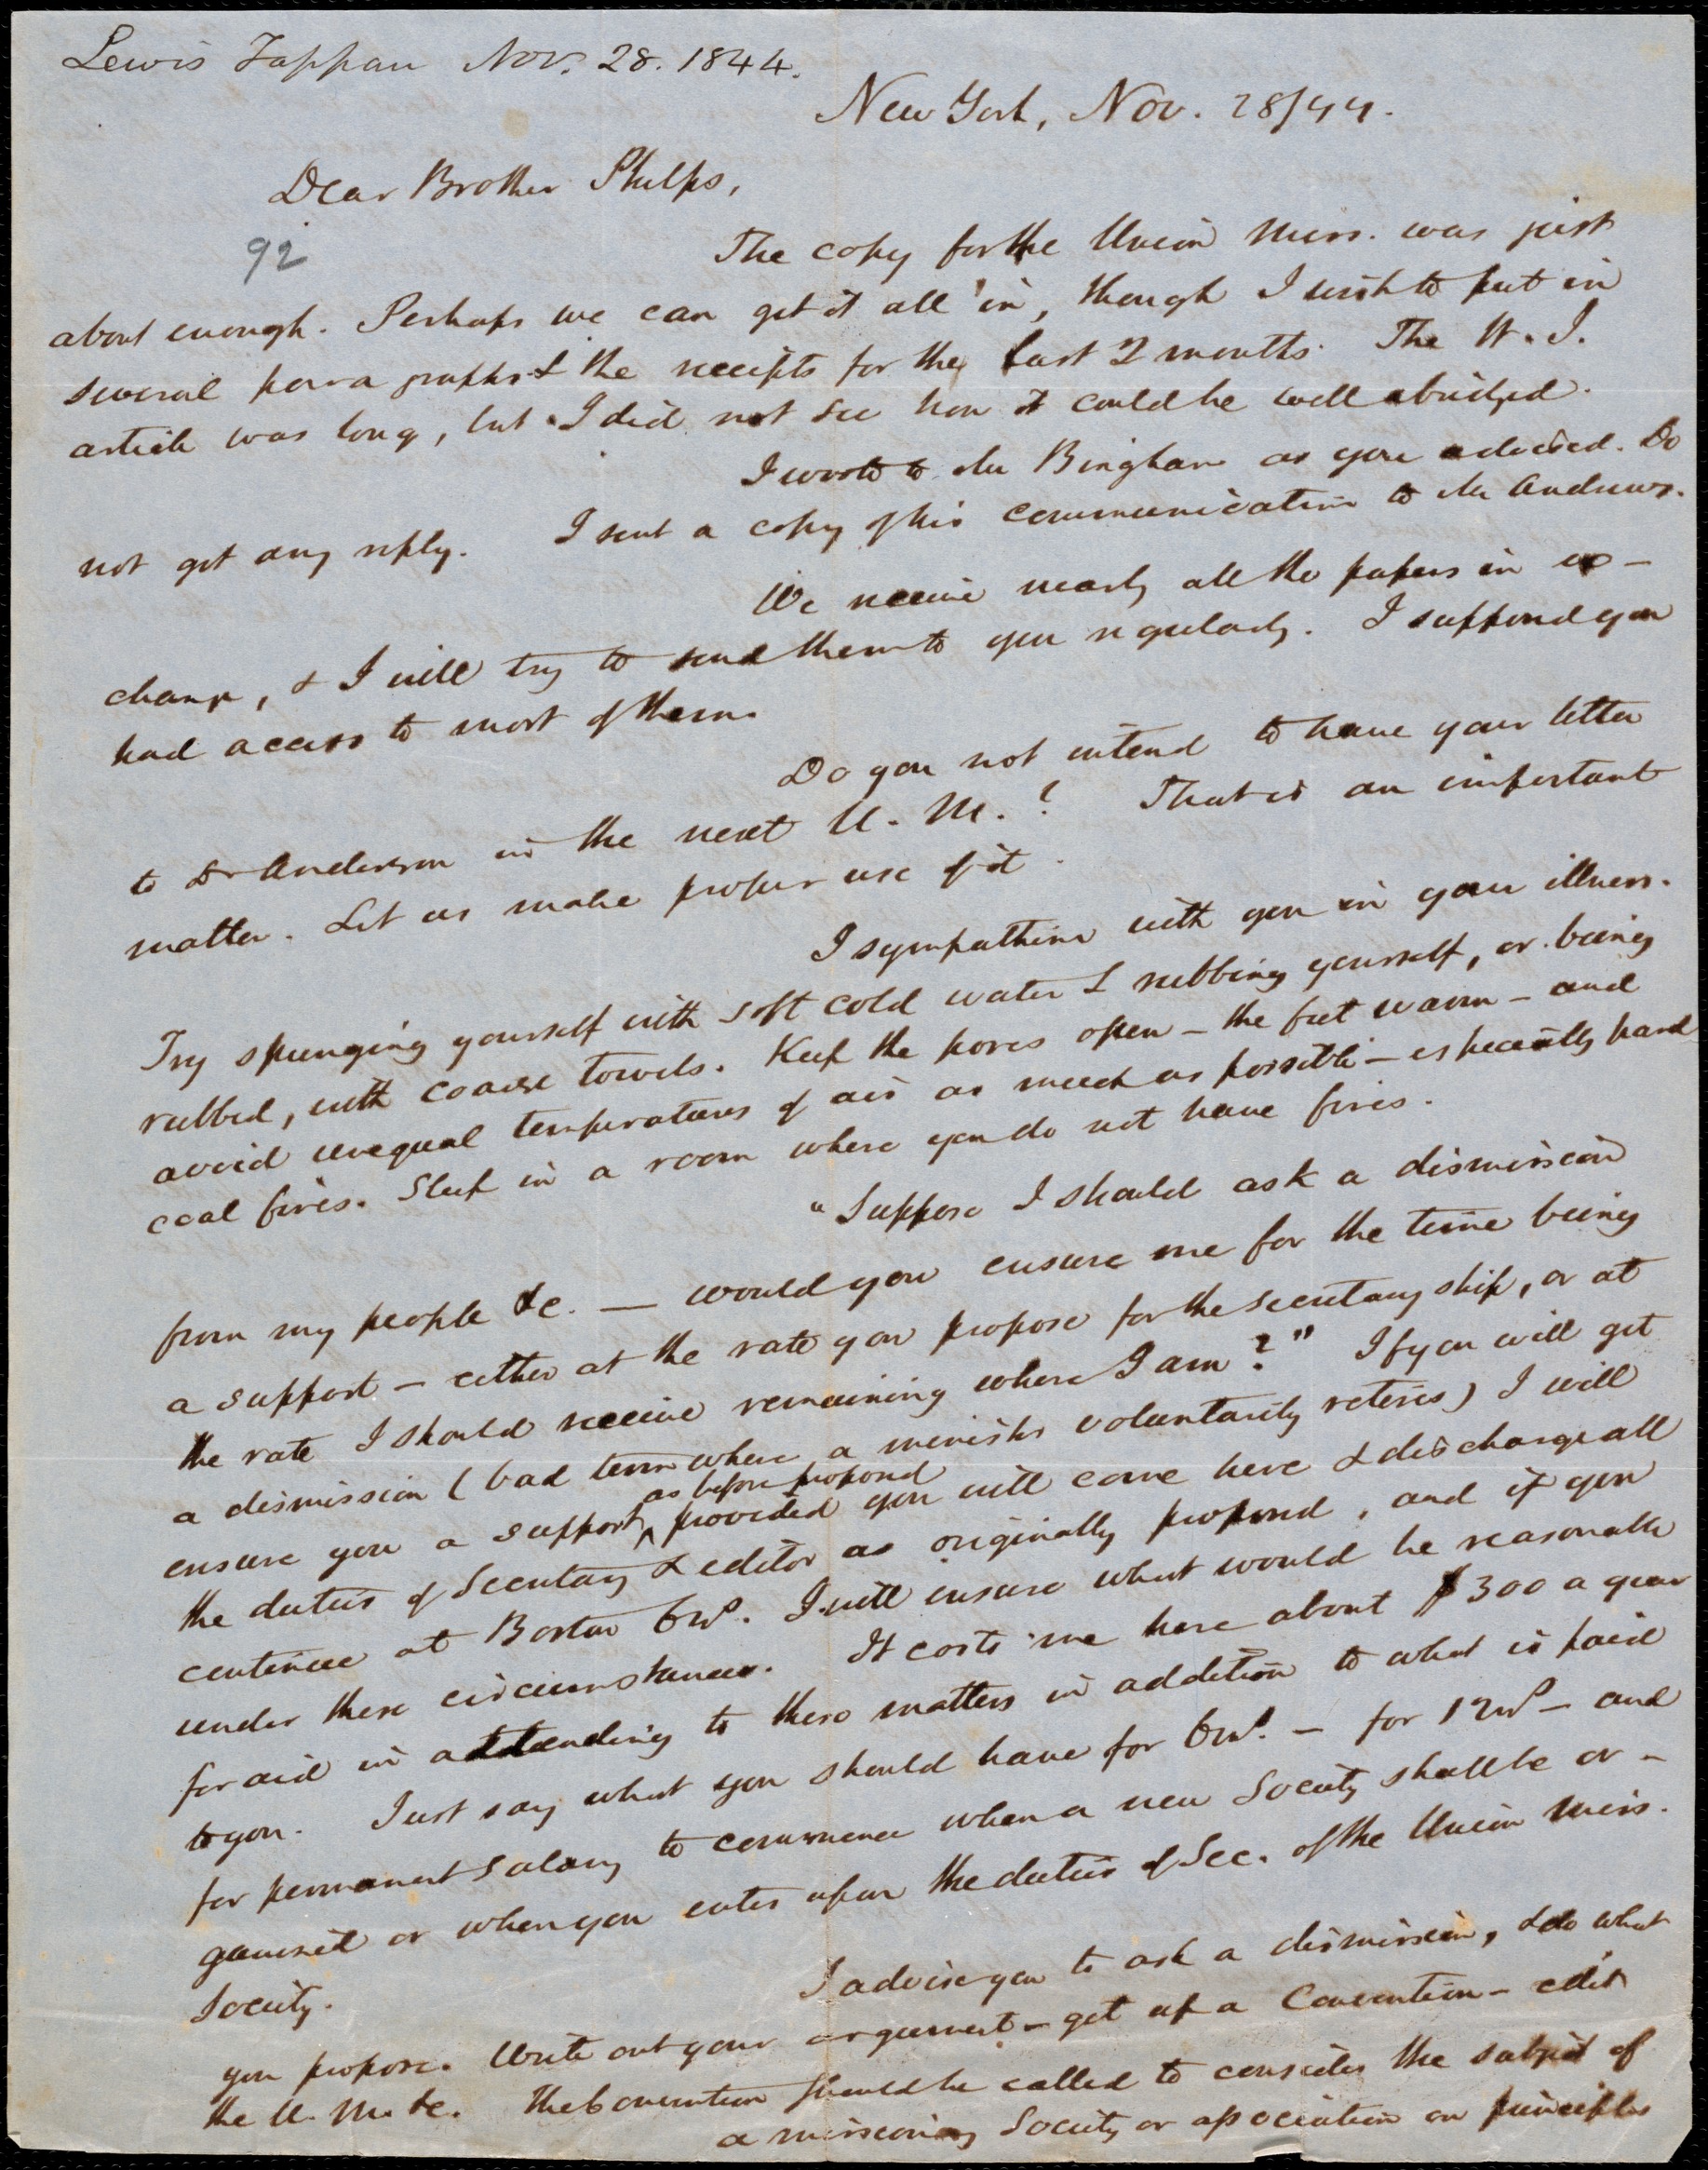 Lewis Tappan Nov. 28. 1844.
New York, Nov. 28/44.
Dear Brother Phelps,
92
The copy for the Union Miss. was just
about enough. Perhaps we can get it all in, though I wish to put in
several paragraphs & the receipts for the last 2 months. The W. I.
article was long, but I did not see how it could be well abridged.
I wrote to Mr Bingham as you advised. Do
not get any reply. I sent a copy of his communication to Mr Andrews.
We receive nearly all the papers in ex-
change, & I will try to send them to you regularly. I supposed you
had access to most of them.
Do you not intend to have your letter
to Dr Anderson in the next U. M.? That is an important
matter. Let us make proper use of it.
I sympathise with you in your illness.
Try spunging yourself with soft cold water & rubbing yourself, or being
rubbed, with coarse towels. Keep the pores open - the feet warm - and
avoid unequal temperatures of air as much as possible - especially hard
coal fires. Sleep in a room where you do not have fires.
"Suppose I should ask a dismission
from my people &c. — would you ensure me for the time being
a support - either at the rate you propose for the secretaryship, or at
the rate I should receive remaining where I am?" If you will get
a dismission (bad term where a minister voluntarily retires) I will
as before proposed
ensure you a support, provided you will come here & discharge all
the duties of Secretary & editor as originally proposed, and if you
continue at Boston 6 mos. I will ensure what would be reasonable
under these circumstances. It costs me here about $300 a year
for aid in attending to these matters in addition to what is paid
to you. Just say what you should have for 6 mos. - for 12 mos - and
for permanent salary to commence when a new Society shall be or-
ganized or when you enter upon the duties of Sec. of the Union Miss.
Society.
I advise you to ask a dismission, & do what
you propose. Write out your argument - get up a Convention - edit
the U. M. &c. The Convention should be called to consider the subject of
a missionary Society or association on principles